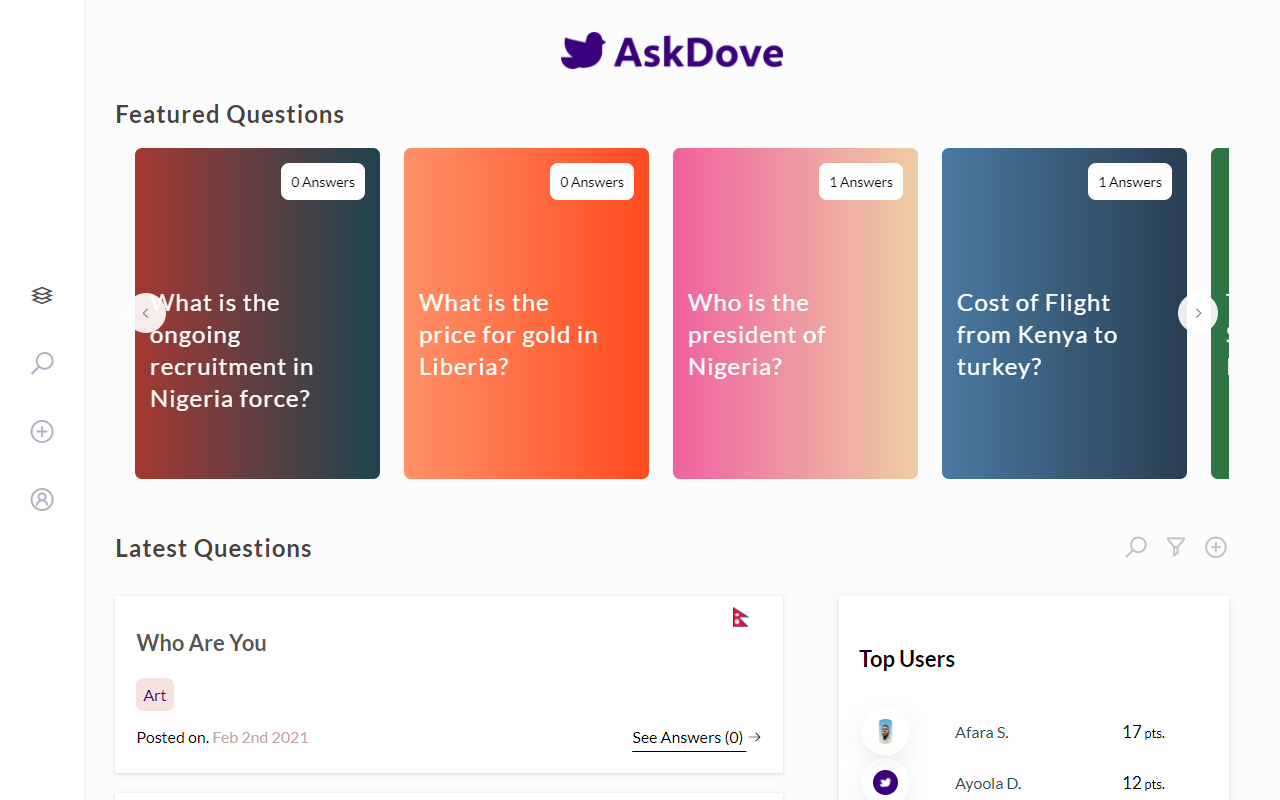 AskDove
Featured Questions
0 Answers
What is the
ongoing
recruitment in
Nigeria force?
0 Answers
What is the
price for gold in
Liberia?
1 Answers
Who is the
president of
Nigeria?
1 Answers
Cost of Flight
from Kenya to
turkey?
Latest Questions
Who Are You
Art
Posted on. Feb 2nd 2021
See Answers (0)
Top Users
Afara S. 17 pts.
Ayoola D. 12 pts.